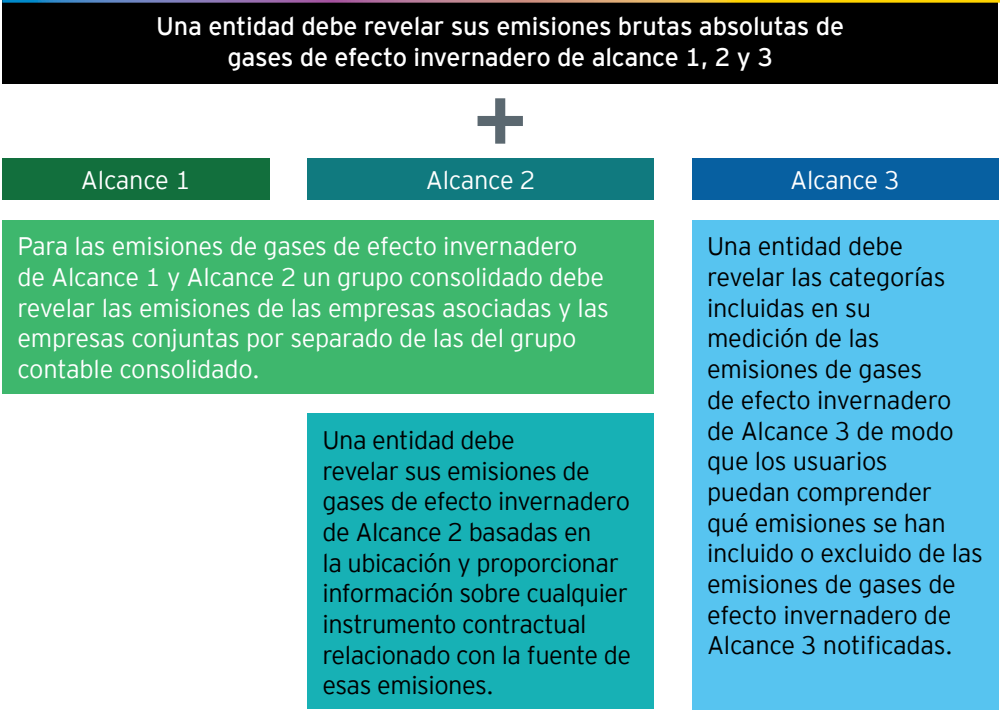 Una entidad debe revelar sus emisiones brutas absolutas de
gases de efecto invernadero de alcance 1, 2 y 3
+
Alcance 1
Alcance 2
Alcance 3
Para las emisiones de gases de efecto invernadero
de Alcance 1 y Alcance 2 un grupo consolidado debe
revelar las emisiones de las empresas asociadas y las
empresas conjuntas por separado de las del grupo
contable consolidado.
Una entidad debe
revelar sus emisiones de
gases de efecto invernadero
de Alcance 2 basadas en
la ubicación y proporcionar
información sobre cualquier
instrumento contractual
relacionado con la fuente de
esas emisiones.
Una entidad debe
revelar las categorías
incluidas en su
medición de las
emisiones de gases
de efecto invernadero
de Alcance 3 de modo
que los usuarios
puedan comprender
qué emisiones se han
incluido o excluido de las
emisiones de gases de
efecto invernadero de
Alcance 3 notificadas.